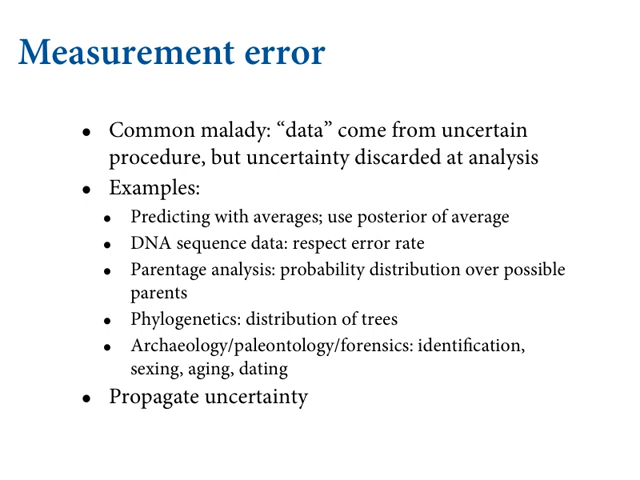 Measurement error
• Common malady: “data” come from uncertain
procedure, but uncertainty discarded at analysis
• Examples:
• Predicting with averages; use posterior of average
• DNA sequence data: respect error rate
• Parentage analysis: probability distribution over possible
parents
• Phylogenetics: distribution of trees
• Archaeology/paleontology/forensics: identification,
sexing, aging, dating
• Propagate uncertainty